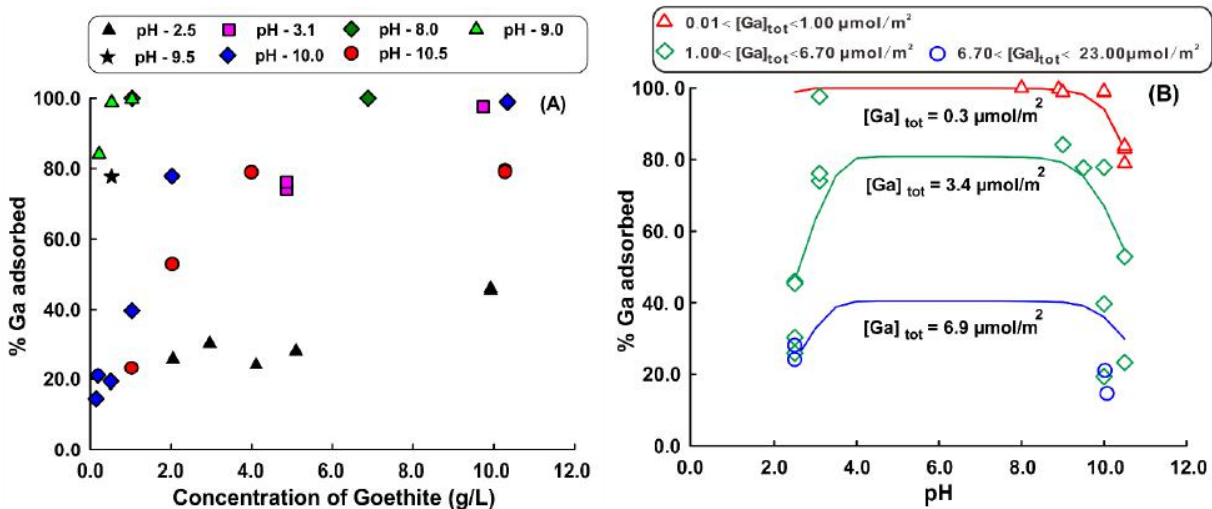 pH - 2.5 pH - 3.1 pH - 8.0 pH - 9.0
pH - 9.5 pH - 10.0 pH - 10.5
(A)
% Ga adsorbed
100.0
80.0
60.0
40.0
20.0
0.0
0.0 2.0 4.0 6.0 8.0 10.0 12.0
Concentration of Goethite (g/L)
0.01< [Ga]tot<1.00 µmol/m²
1.00<[Ga]tot<6.70 µmol/m² 6.70<[Ga]tot< 23.00µmol/m²
(B)
[Ga] tot = 0.3 µmol/m²
[Ga] tot = 3.4 µmol/m²
[Ga] tot = 6.9 µmol/m²
% Ga adsorbed
100.0
80.0
60.0
40.0
20.0
0.0
0.0 2.0 4.0 6.0 8.0 10.0 12.0
pH